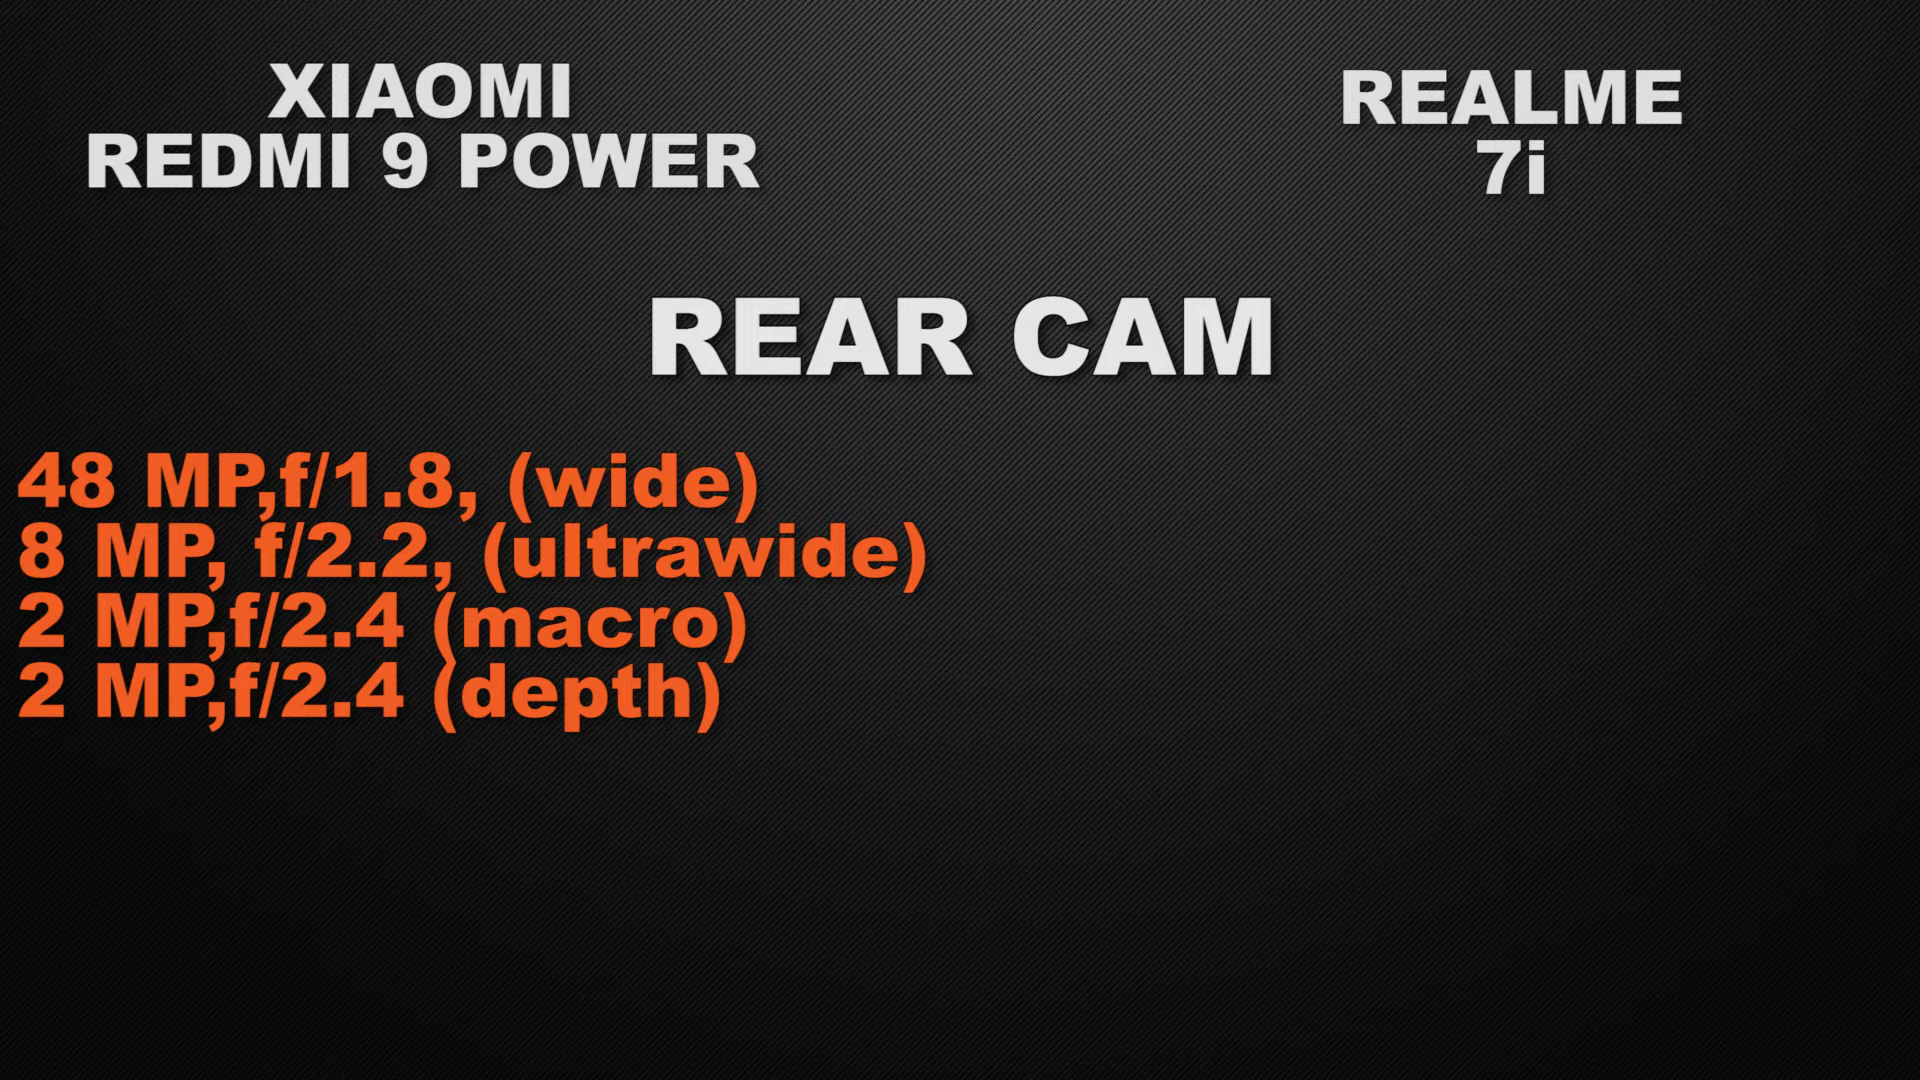 XIAOMI
REDMI 9 POWER
REALME
7i
REAR CAM
48 MP,f/1.8, (wide)
8 MP, f/2.2, (ultrawide)
2 MP,f/2.4 (macro)
2 MP,f/2.4 (depth)